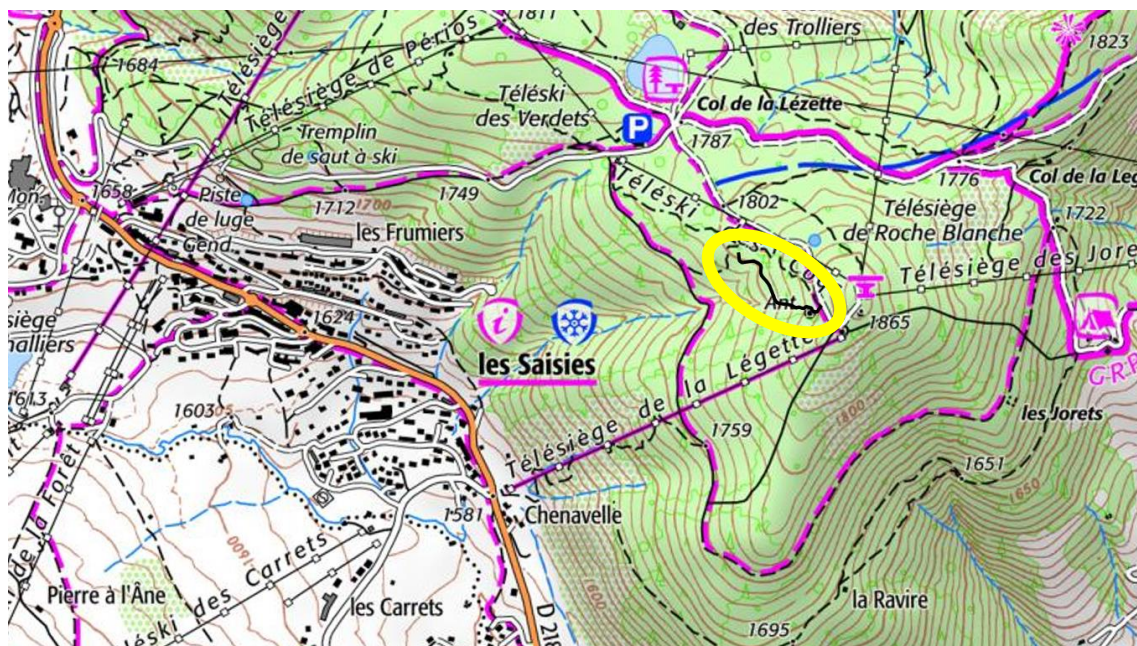 1811
des Trolliers
1823
1684
Télésiège
Télésiège de Périos
Téléski
des Verdets
Col de la Lézette
Tremplin
de saut à ski
P
1787
1776
Col de la Leg
1658
Mon.
Piste
de luge
Gend.
1712
1700
1749
les Frumiers
Téléski
1802
Télésiège
de Roche Blanche
1722
Télésiège des Jore
siège
1624
i
les Saisies
Ant.
1865
G.R.P
1613
1603
Télésiège de la Légette
1759
1800
les Jorets
1651
1650
1581
Chenavelle
1600
de la Forêt
1600
Pierre à l'Âne
Téléski des Carrets
les Carrets
D 218
la Ravire
1695